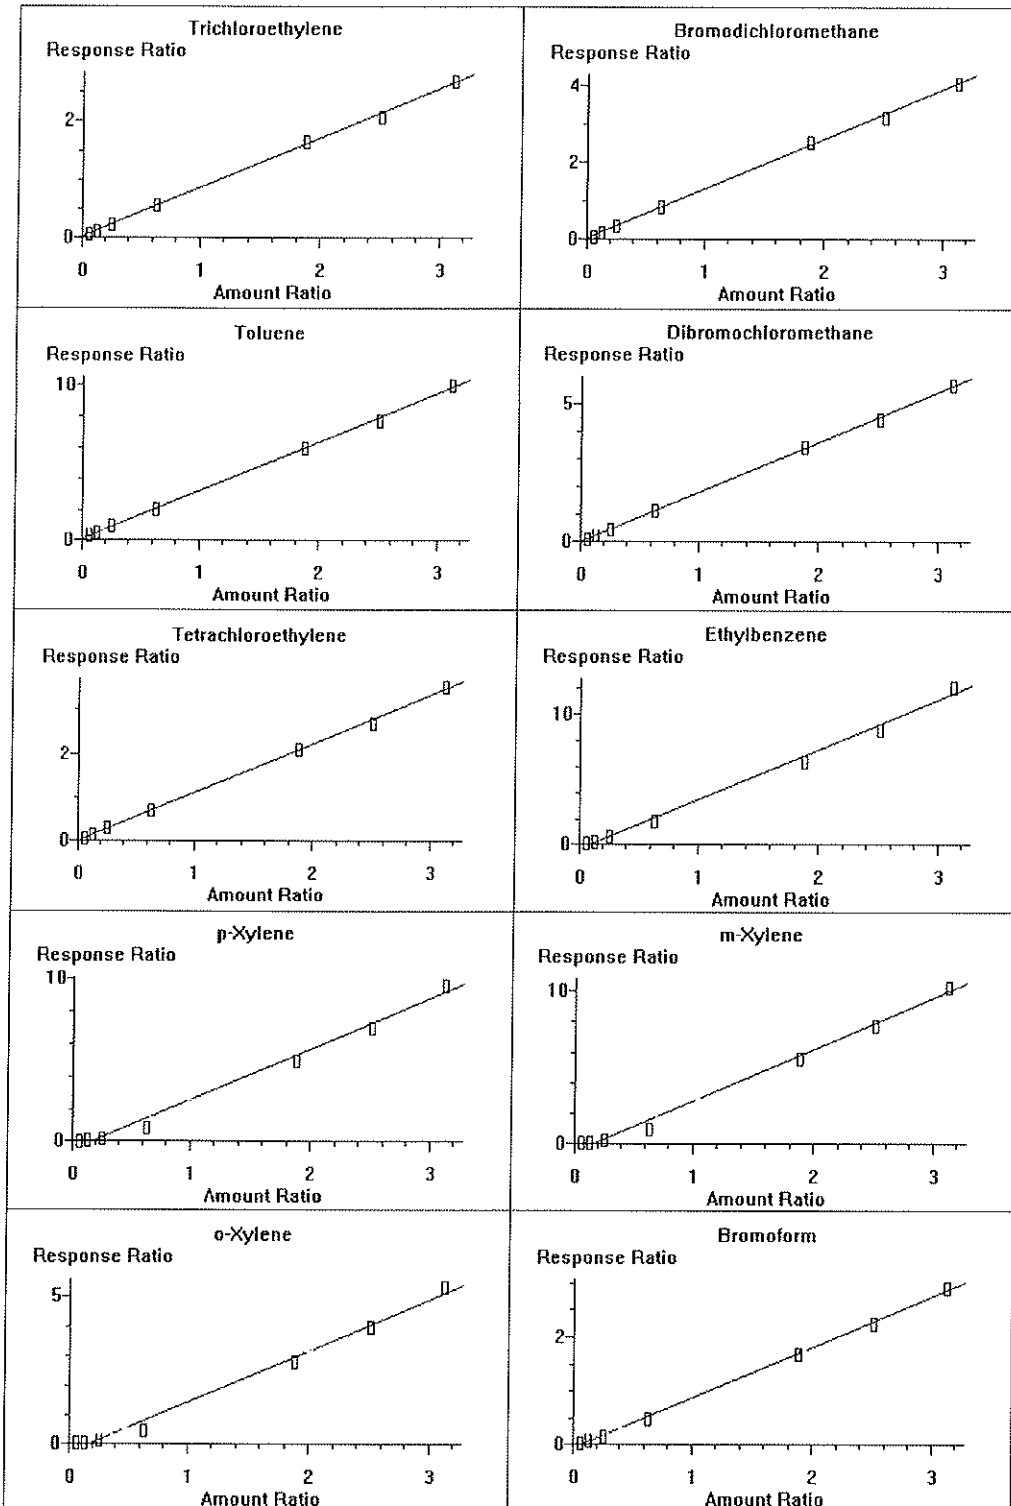 Trichloroethylene
Response Ratio
2
0
0 1 2 3
Amount Ratio
Bromodichloromethane
Response Ratio
4
2
0
0 1 2 3
Amount Ratio
Toluene
Response Ratio
10
0
0 1 2 3
Amount Ratio
Dibromochloromethane
Response Ratio
5
0
0 1 2 3
Amount Ratio
Tetrachloroethylene
Response Ratio
2
0
0 1 2 3
Amount Ratio
Ethylbenzene
Response Ratio
10
0
0 1 2 3
Amount Ratio
p-Xylene
Response Ratio
10
0
0 1 2 3
Amount Ratio
m-Xylene
Response Ratio
10
0
0 1 2 3
Amount Ratio
o-Xylene
Response Ratio
5
0
0 1 2 3
Amount Ratio
Bromoform
Response Ratio
2
0
0 1 2 3
Amount Ratio